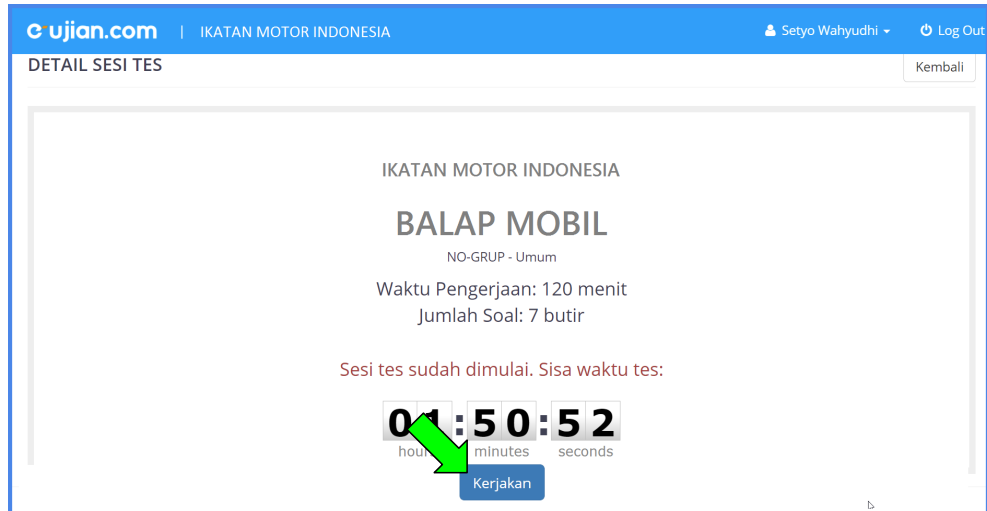 e-ujian.com | IKATAN MOTOR INDONESIA Setyo Wahyudhi Log Out
DETAIL SESI TES Kembali
IKATAN MOTOR INDONESIA
BALAP MOBIL
NO-GRUP - Umum
Waktu Pengerjaan: 120 menit
Jumlah Soal: 7 butir
Sesi tes sudah dimulai. Sisa waktu tes:
01:50:52
hours minutes seconds
Kerjakan